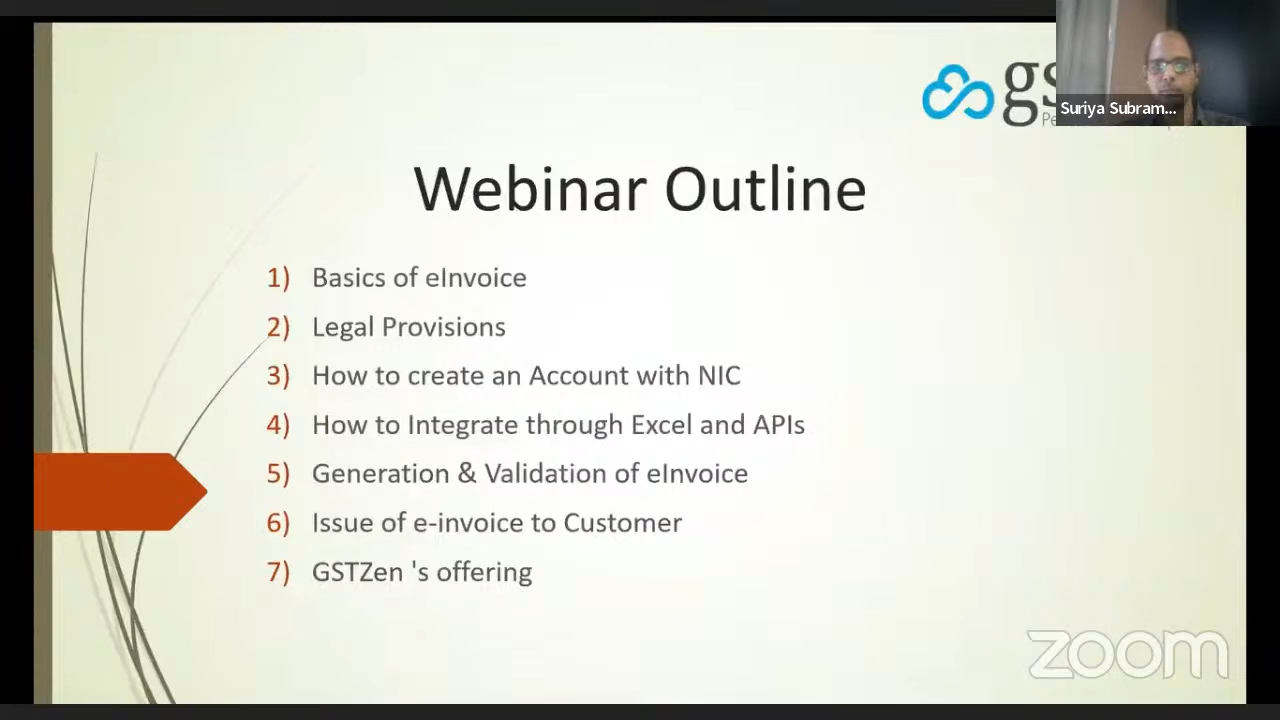 gs
Pe
Suriya Subram...
Webinar Outline
1) Basics of eInvoice
2) Legal Provisions
3) How to create an Account with NIC
4) How to Integrate through Excel and APIs
5) Generation & Validation of eInvoice
6) Issue of e-invoice to Customer
7) GSTZen 's offering
zoom